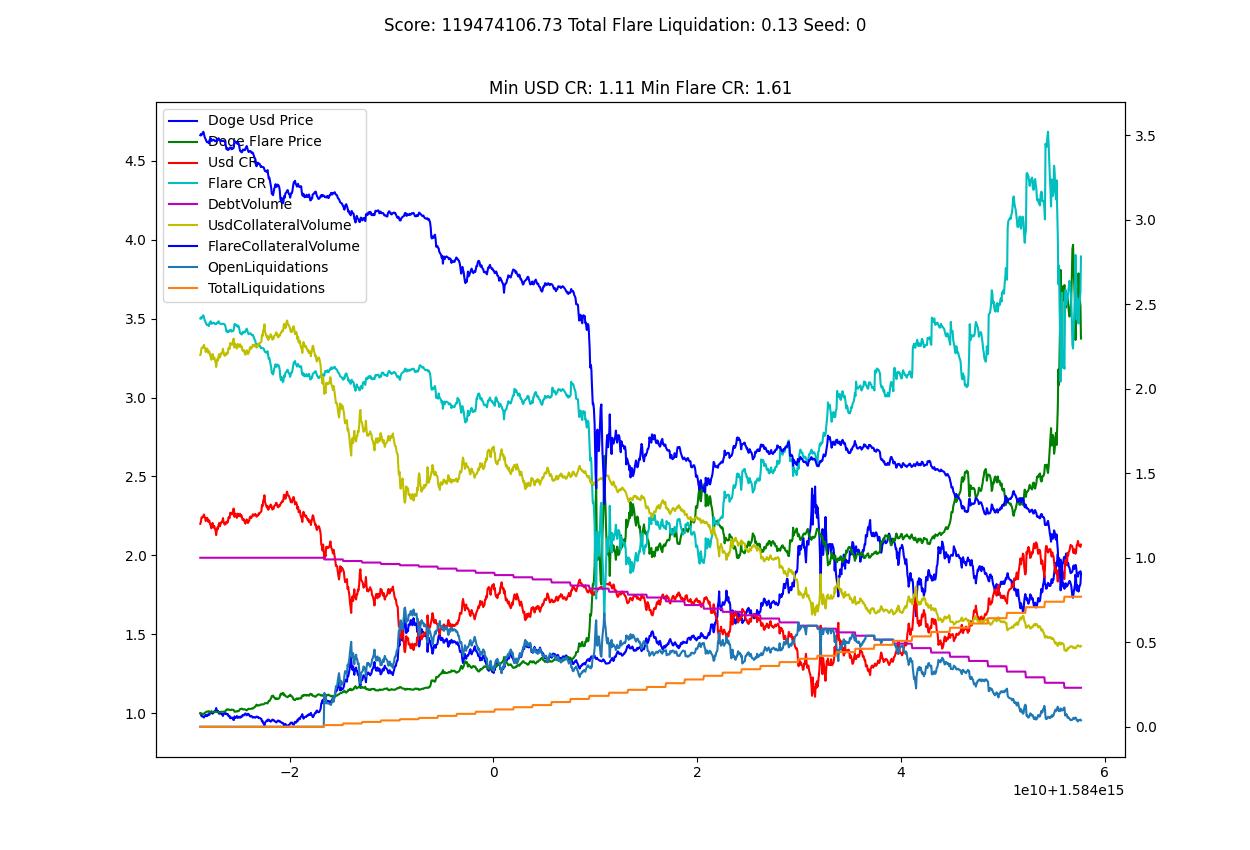 Score: 119474106.73 Total Flare Liquidation: 0.13 Seed: 0
Min USD CR: 1.11 Min Flare CR: 1.61
Doge Usd Price
Doge Flare Price
Usd CR
Flare CR
DebtVolume
UsdCollateralVolume
FlareCollateralVolume
OpenLiquidations
TotalLiquidations
4.5
4.0
3.5
3.0
2.5
2.0
1.5
1.0
3.5
3.0
2.5
2.0
1.5
1.0
0.5
0.0
−2 0 2 4 6
1e10+1.584e15